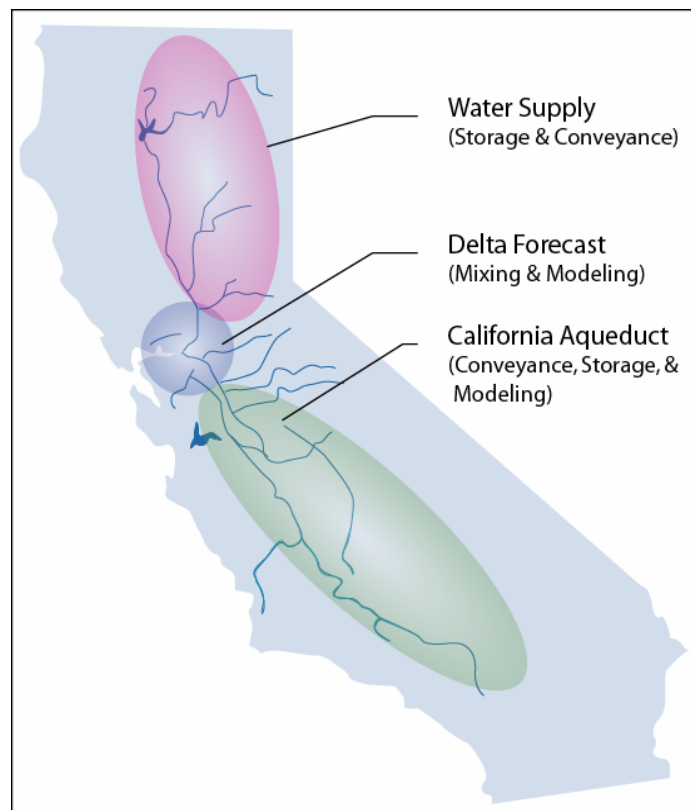 Water Supply
(Storage & Conveyance)
Delta Forecast
(Mixing & Modeling)
California Aqueduct
(Conveyance, Storage, &
Modeling)